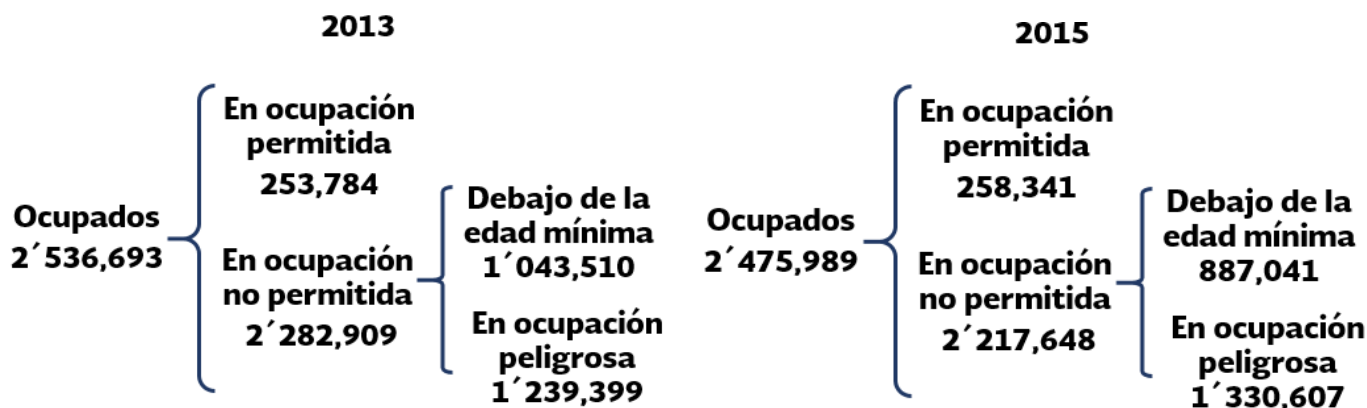 2013
Ocupados
2´536,693
En ocupación
permitida
253,784
En ocupación
no permitida
2´282,909
Debajo de la
edad mínima
1´043,510
En ocupación
peligrosa
1´239,399
2015
Ocupados
2´475,989
En ocupación
permitida
258,341
En ocupación
no permitida
2´217,648
Debajo de la
edad mínima
887,041
En ocupación
peligrosa
1´330,607